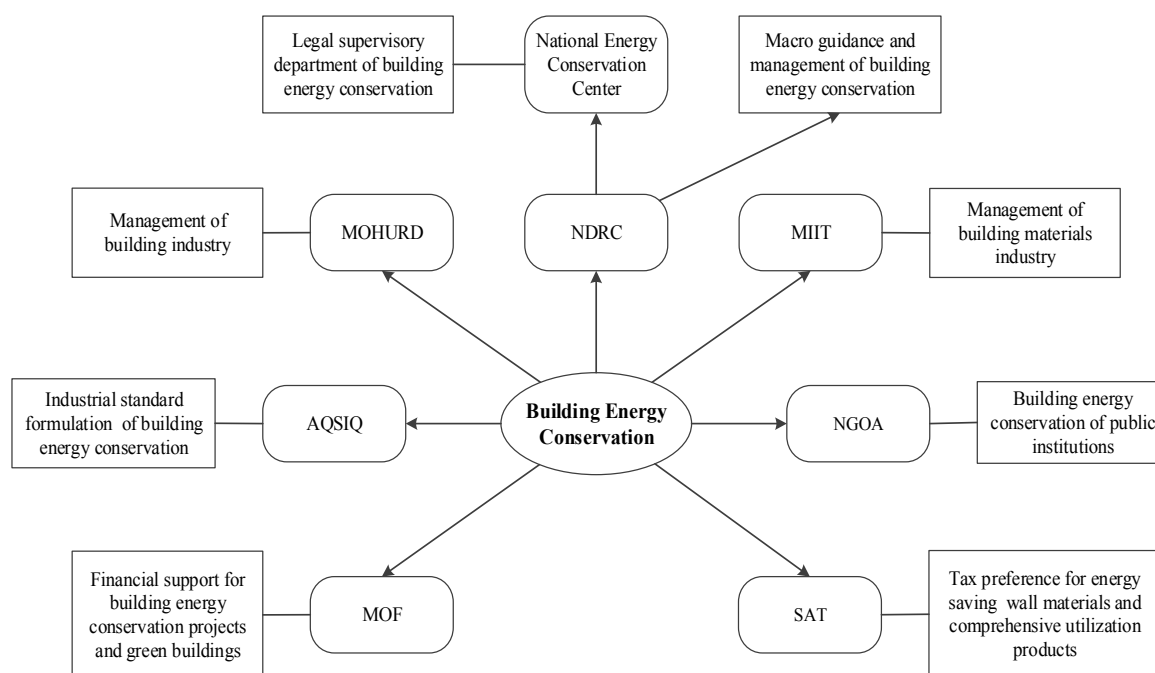 Legal supervisory
department of building
energy conservation
National Energy
Conservation
Center
Macro guidance and
management of building
energy conservation
Management of
building industry
MOHURD
NDRC
MIIT
Management of
building materials
industry
Industrial standard
formulation of building
energy conservation
AQSIQ
Building Energy
Conservation
NGOA
Building energy
conservation of public
institutions
Financial support for
building energy
conservation projects
and green buildings
MOF
SAT
Tax preference for energy
saving wall materials and
comprehensive utilization
products